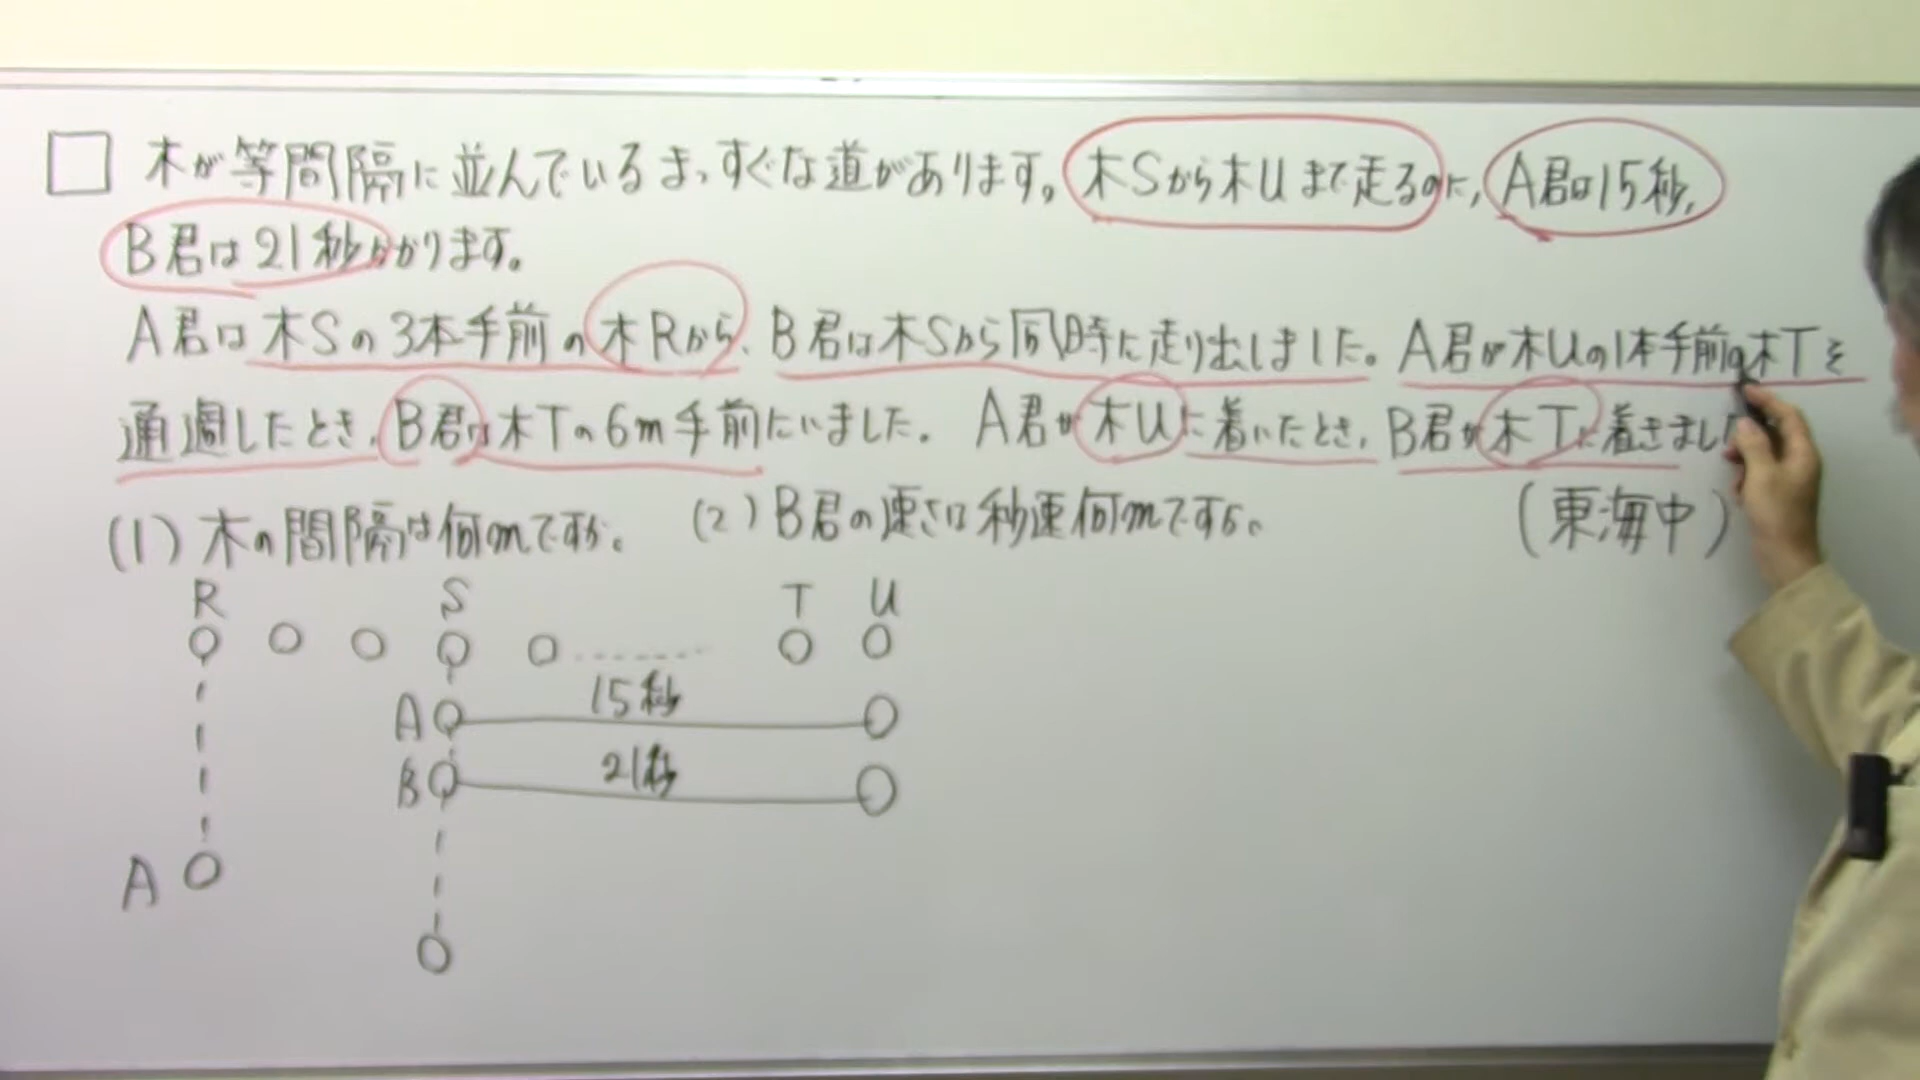 木が等間隔に並んでいるまっすぐな道があります。木Sから木Uまで走るのに,A君は15秒,
B君は21秒かかります。
A君は木Sの3本手前の木Rから、B君は木Sから同時に走り出しました。A君が木Uの1本手前の木Tを
通過したとき、B君は木Tの6m手前にいました。A君が木Uに着いたとき,B君が木Tに着きました
(1)木の間隔は何mですか。 (2)B君の速さは秒速何mですか。 (東海中)
R S T U
15秒
A
21秒
B
A